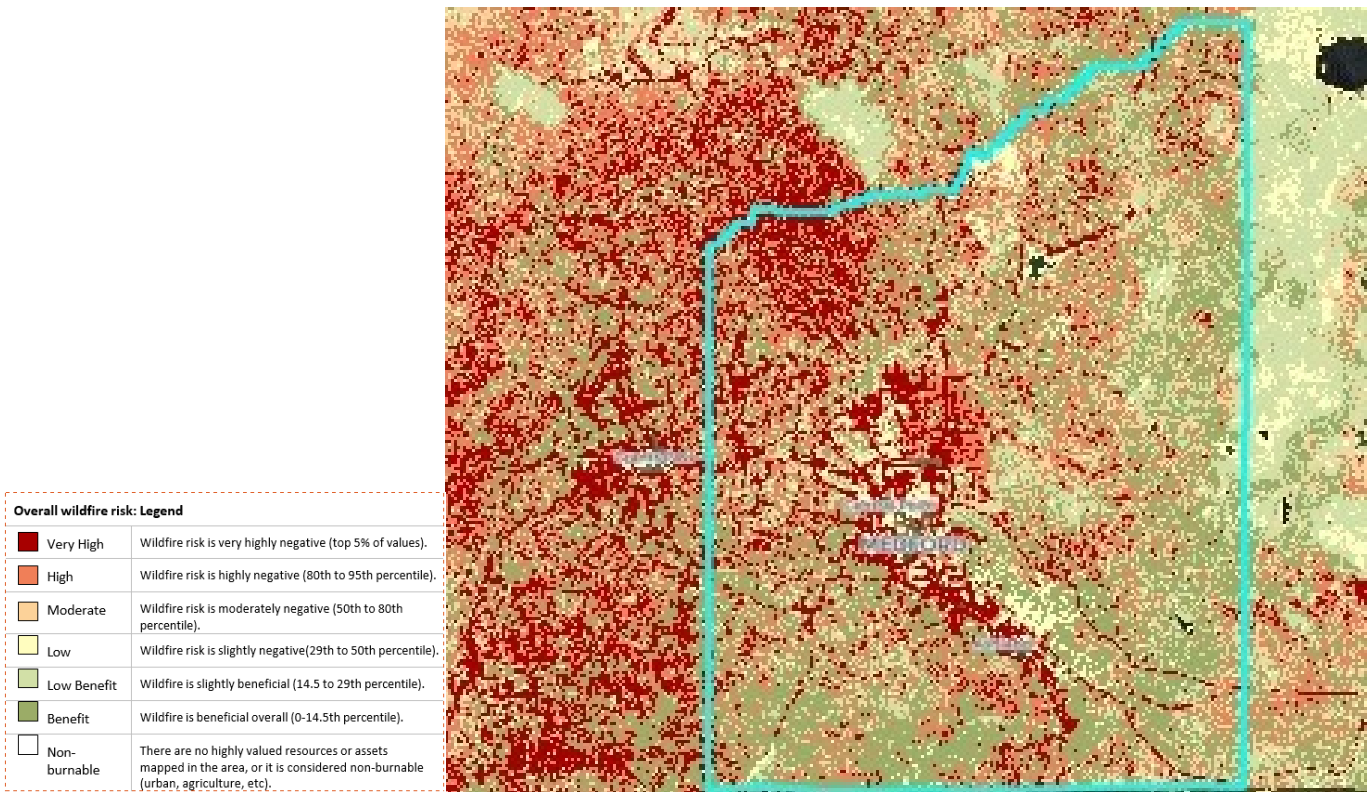 Overall wildfire risk: Legend
Very High Wildfire risk is very highly negative (top 5% of values).
High Wildfire risk is highly negative (80th to 95th percentile).
Moderate Wildfire risk is moderately negative (50th to 80th
percentile).
Low Wildfire risk is slightly negative(29th to 50th percentile).
Low Benefit Wildfire is slightly beneficial (14.5 to 29th percentile).
Benefit Wildfire is beneficial overall (0-14.5th percentile).
Non-
burnable
There are no highly valued resources or assets
mapped in the area, or it is considered non-burnable
(urban, agriculture, etc).
MEDFORD